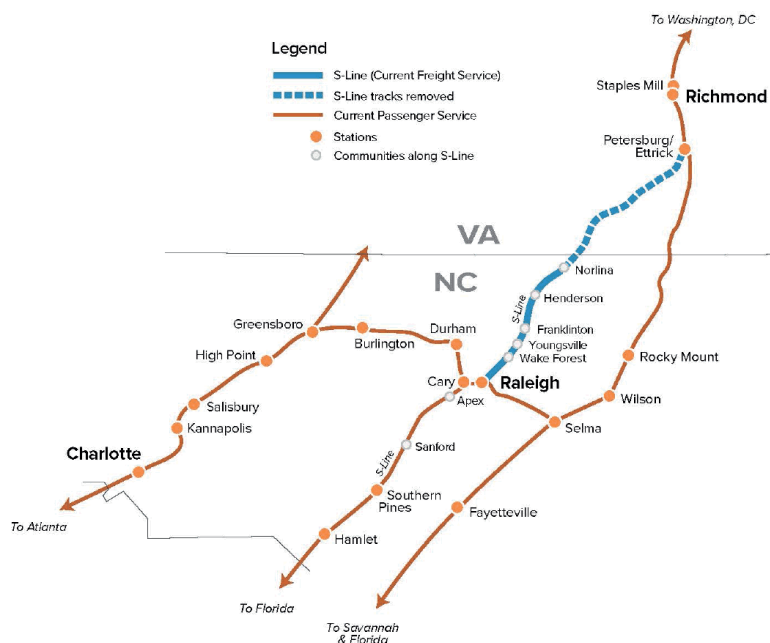 To Washington, DC
Legend
S-Line (Current Freight Service)
S-Line tracks removed
Current Passenger Service
Stations
Communities along S-Line
Staples Mill
Richmond
Petersburg/
Ettrick
VA
NC
Norlina
Henderson
S-Line
Franklinton
Youngsville
Wake Forest
Greensboro
Burlington
Durham
High Point
Rocky Mount
Cary
Raleigh
Apex
Wilson
Salisbury
Kannapolis
Selma
Charlotte
Sanford
S-Line
Southern
Pines
Fayetteville
To Atlanta
Hamlet
To Florida
To Savannah
& Florida